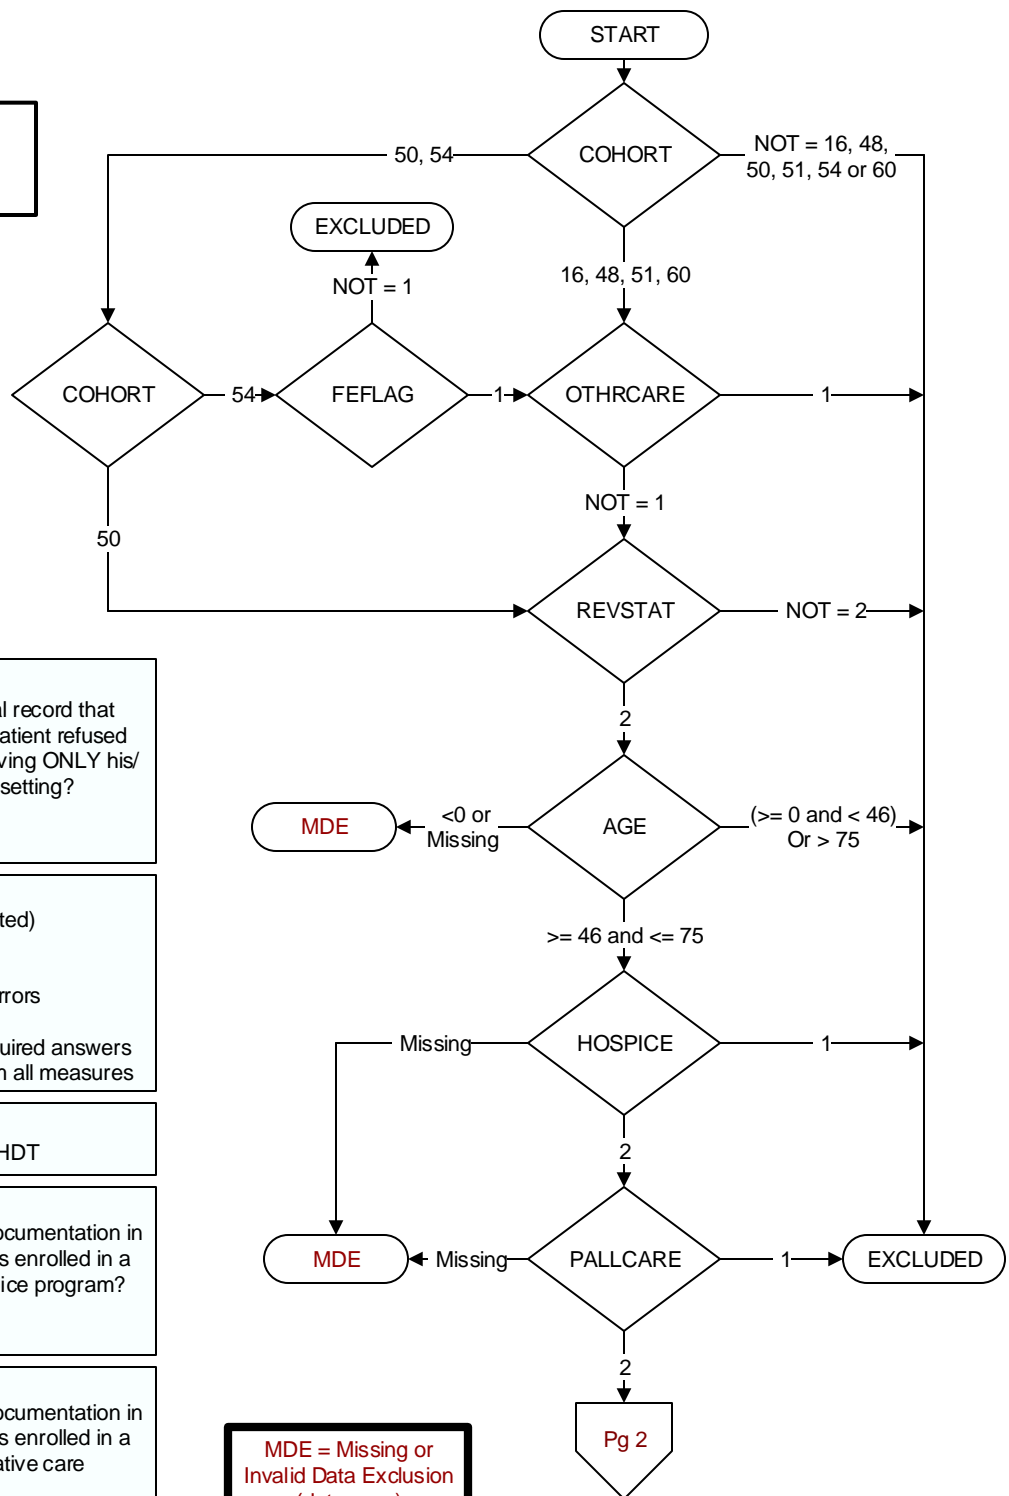 START
COHORT
50, 54
NOT = 16, 48,
50, 51, 54 or 60
EXCLUDED
NOT = 1
16, 48, 51, 60
COHORT
54
FEFLAG
1
OTHRCARE
1
NOT = 1
50
REVSTAT
NOT = 2
2
al record that
atient refused
ving ONLY his/
setting?
MDE
<0 or
Missing
AGE
(>= 0 and < 46)
Or > 75
>= 46 and <= 75
ted)
rrors
uired answers
n all measures
Missing
HOSPICE
1
HDT
2
ocumentation in
s enrolled in a
ice program?
MDE
Missing
PALLCARE
1
EXCLUDED
2
ocumentation in
s enrolled in a
ative care
Pg 2
MDE = Missing or
Invalid Data Exclusion